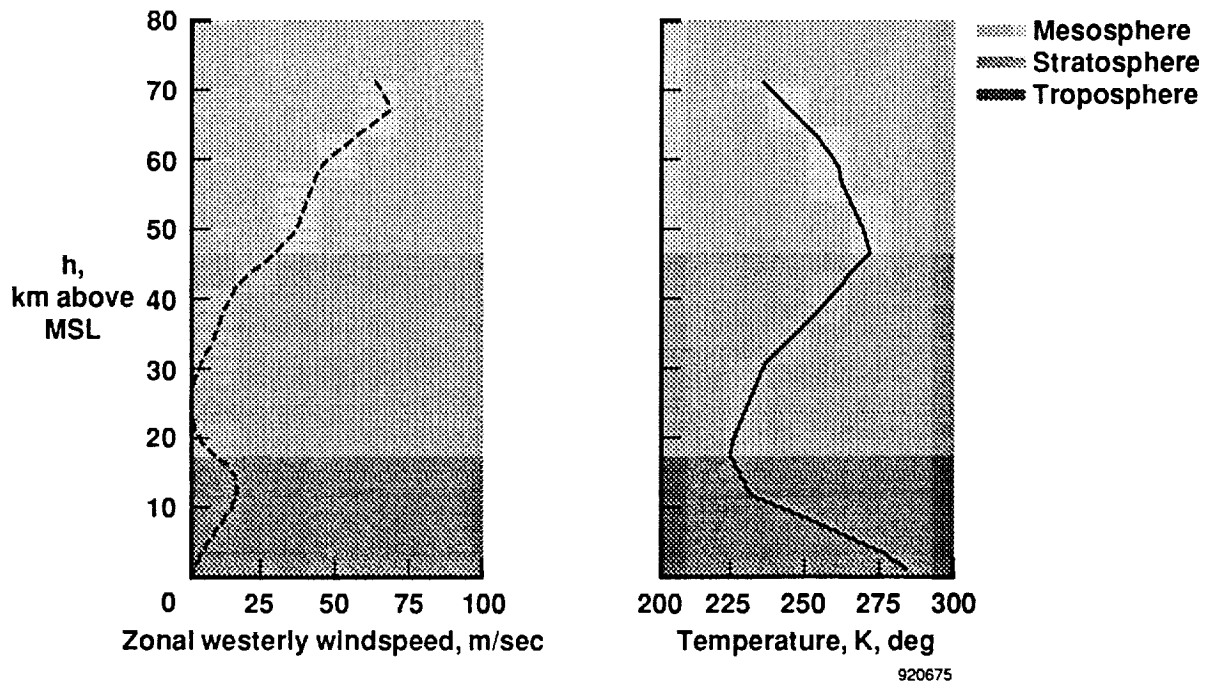 80
70
60
50
40
30
20
10
h,
km above
MSL
0 25 50 75 100
Zonal westerly windspeed, m/sec
200 225 250 275 300
Temperature, K, deg
Mesosphere
Stratosphere
Troposphere
920675